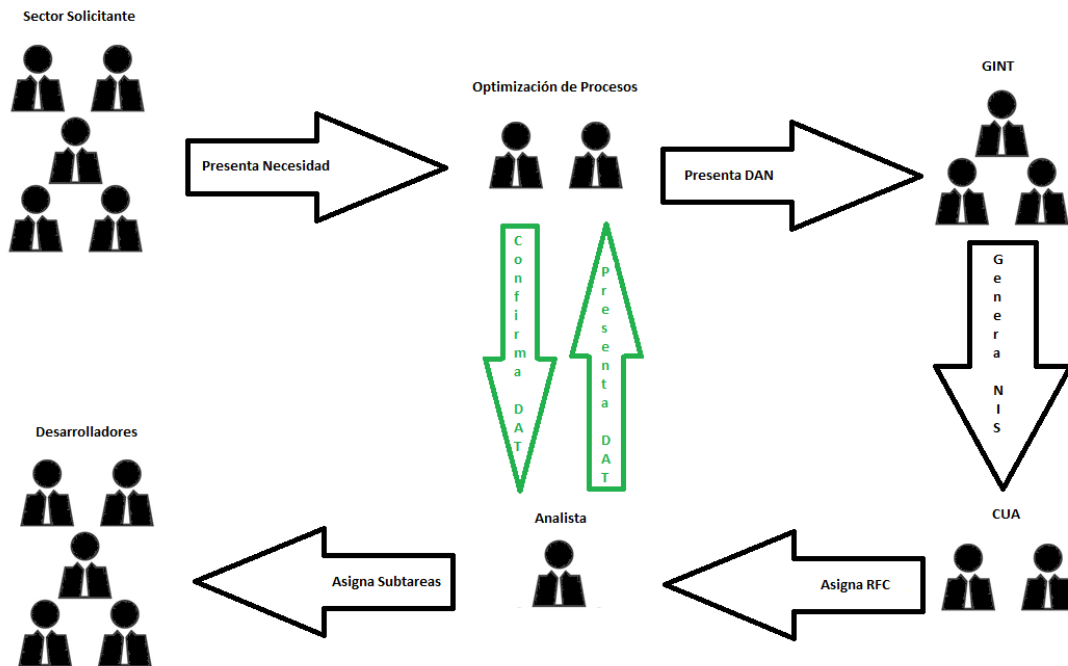 Sector Solicitante
Optimización de Procesos
GINT
Presenta Necesidad
Presenta DAN
Confirma DAT
Presenta DAT
Genera NIS
Desarrolladores
Analista
CUA
Asigna Subtareas
Asigna RFC